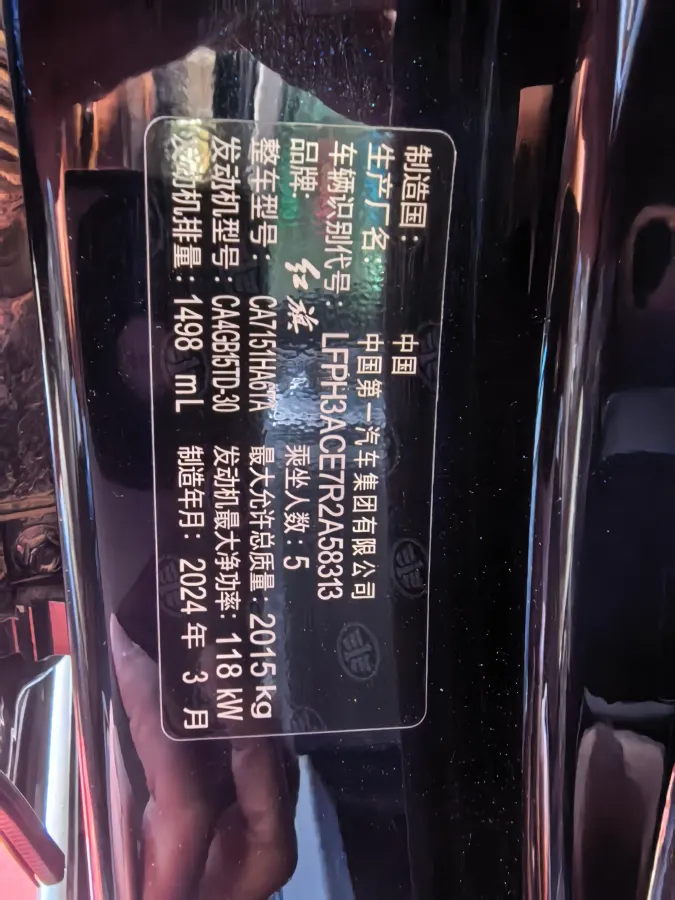 制造国: 中国
生产厂名: 中国第一汽车集团有限公司
车辆识别代号: LFPH3ACE7R2A58313
品牌: 红旗 乘坐人数: 5
整车型号: CA7151HA6TA 最大允许总质量: 2015 kg
发动机型号: CA4GB15TD-30 发动机最大净功率: 118 kW
发动机排量: 1498 mL 制造年月: 2024 年 3 月